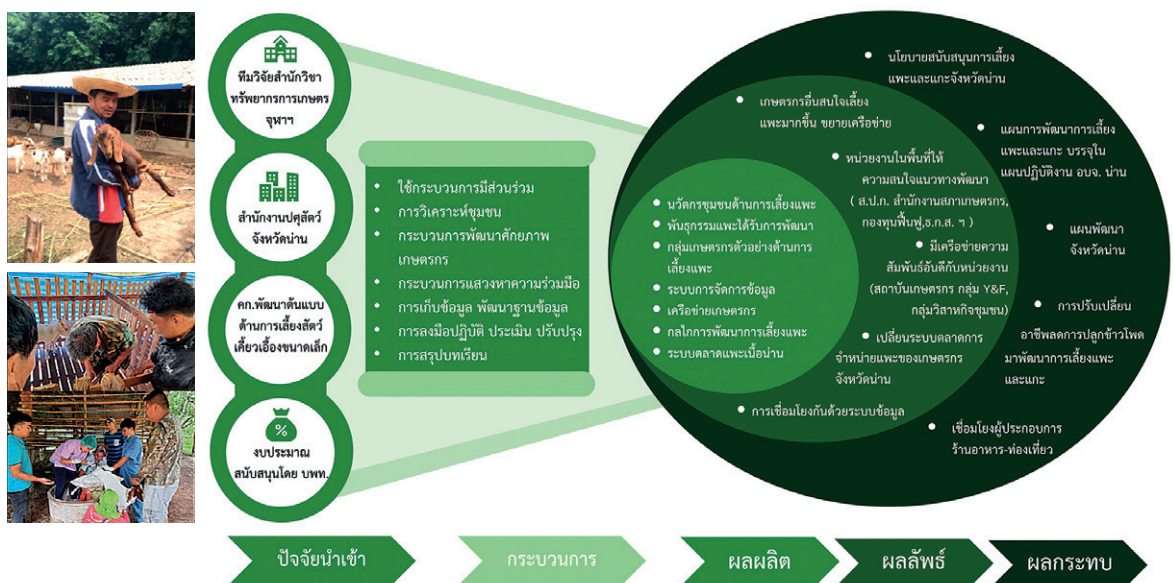 ทีมวิจัยสำนักวิชา
ทรัพยากรการเกษตร
จุฬาฯ
สำนักงานปศุสัตว์
จังหวัดน่าน
คก.พัฒนาต้นแบบ
ด้านการเลี้ยงสัตว์
เคี้ยวเอื้องขนาดเล็ก
%
งบประมาณ
สนับสนุนโดย บพท.
• ใช้กระบวนการมีส่วนร่วม
• การวิเคราะห์ชุมชน
• กระบวนการพัฒนาศักยภาพ
เกษตรกร
• กระบวนการแสวงหาความร่วมมือ
• การเก็บข้อมูล พัฒนาฐานข้อมูล
• การลงมือปฏิบัติ ประเมิน ปรับปรุง
• การสรุปบทเรียน
• นวัตกรชุมชนด้านการเลี้ยงแพะ
• พันธุกรรมแพะได้รับการพัฒนา
• กลุ่มเกษตรกรตัวอย่างด้านการ
เลี้ยงแพะ
• ระบบการจัดการข้อมูล
• เครือข่ายเกษตรกร
• กลไกการพัฒนาการเลี้ยงแพะ
• ระบบตลาดแพะเนื้อน่าน
• เกษตรกรอื่นสนใจเลี้ยง
แพะมากขึ้น ขยายเครือข่าย
• หน่วยงานในพื้นที่ให้
ความสนใจแนวทางพัฒนา
( ส.ป.ก. สำนักงานสภาเกษตรกร,
กองทุนฟื้นฟู,ธ.ก.ส. ฯ )
• มีเครือข่ายความ
สัมพันธ์อันดีกับหน่วยงาน
(สถาบันเกษตรกร กลุ่ม Y&F,
กลุ่มวิสาหกิจชุมชน)
• เปลี่ยนระบบตลาดการ
จำหน่ายแพะของเกษตรกร
จังหวัดน่าน
• การเชื่อมโยงกันด้วยระบบข้อมูล
• นโยบายสนับสนุนการเลี้ยง
แพะและแกะจังหวัดน่าน
• แผนการพัฒนาการเลี้ยง
แพะและแกะ บรรจุใน
แผนปฏิบัติงาน อบจ. น่าน
• แผนพัฒนา
จังหวัดน่าน
• การปรับเปลี่ยน
อาชีพลดการปลูกข้าวโพด
มาพัฒนาการเลี้ยงแพะ
และแกะ
• เชื่อมโยงผู้ประกอบการ
ร้านอาหาร-ท่องเที่ยว
ปัจจัยนำเข้า
กระบวนการ
ผลผลิต
ผลลัพธ์
ผลกระทบ